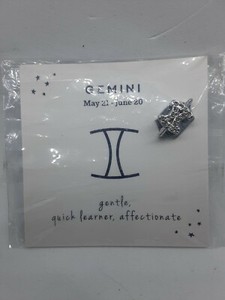 GEMINI
May 21 - June 20
gentle,
quick learner, affectionate